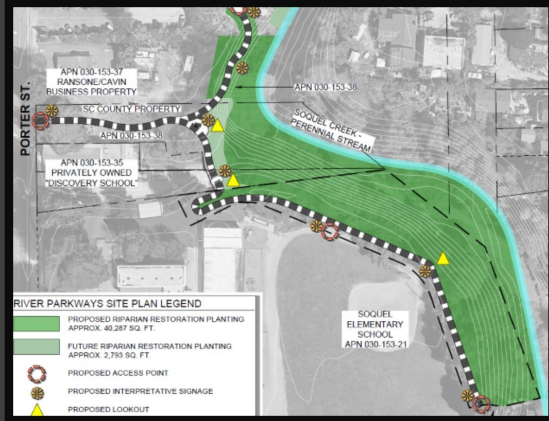 APN 030-153-37
RANSONE/CAVIN
BUSINESS PROPERTY
APN 030-153-38
SC COUNTY PROPERTY
PORTER ST.
APN 030-153-38
SOQUEL CREEK -
PERENNIAL STREAM
APN 030-153-35
PRIVATELY OWNED
"DISCOVERY SCHOOL"
RIVER PARKWAYS SITE PLAN LEGEND
PROPOSED RIPARIAN RESTORATION PLANTING
APPROX. 40,287 SQ. FT.
FUTURE RIPARIAN RESTORATION PLANTING
APPROX. 2,793 SQ. FT.
PROPOSED ACCESS POINT
PROPOSED INTERPRETATIVE SIGNAGE
PROPOSED LOOKOUT
SOQUEL
ELEMENTARY
SCHOOL
APN 030-153-21